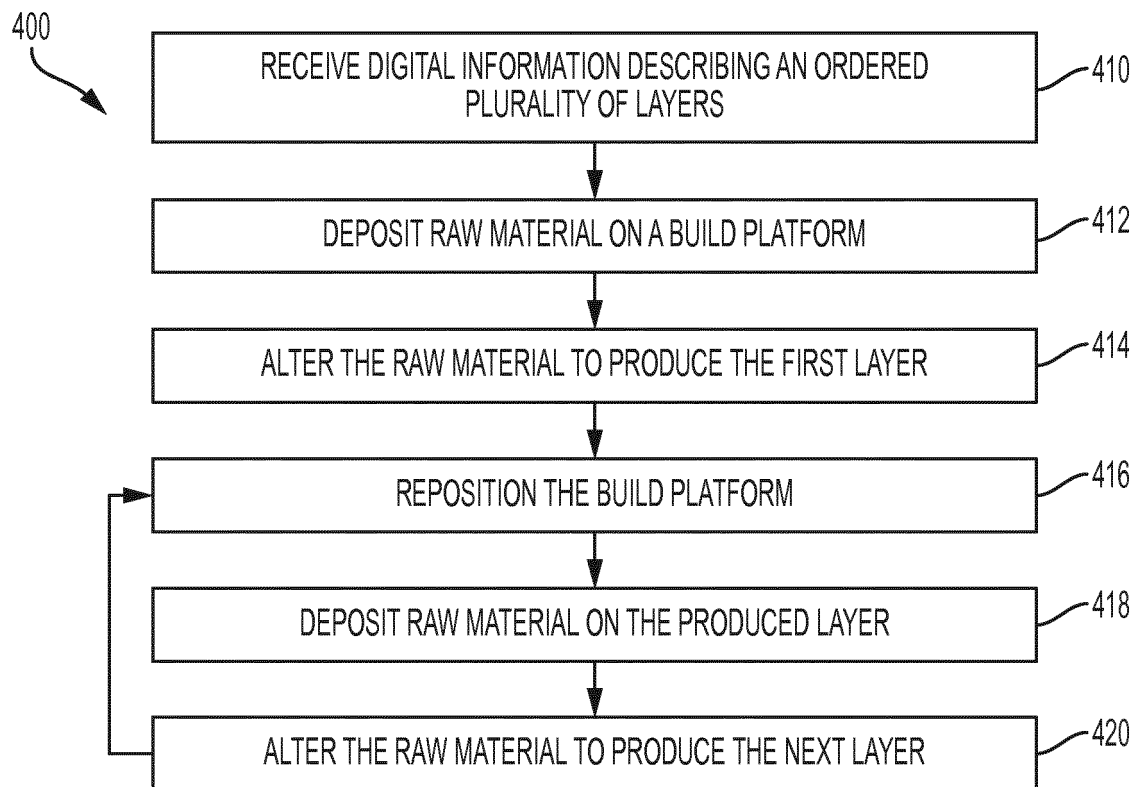 400
RECEIVE DIGITAL INFORMATION DESCRIBING AN ORDERED
PLURALITY OF LAYERS
410
DEPOSIT RAW MATERIAL ON A BUILD PLATFORM
412
ALTER THE RAW MATERIAL TO PRODUCE THE FIRST LAYER
414
REPOSITION THE BUILD PLATFORM
416
DEPOSIT RAW MATERIAL ON THE PRODUCED LAYER
418
ALTER THE RAW MATERIAL TO PRODUCE THE NEXT LAYER
420